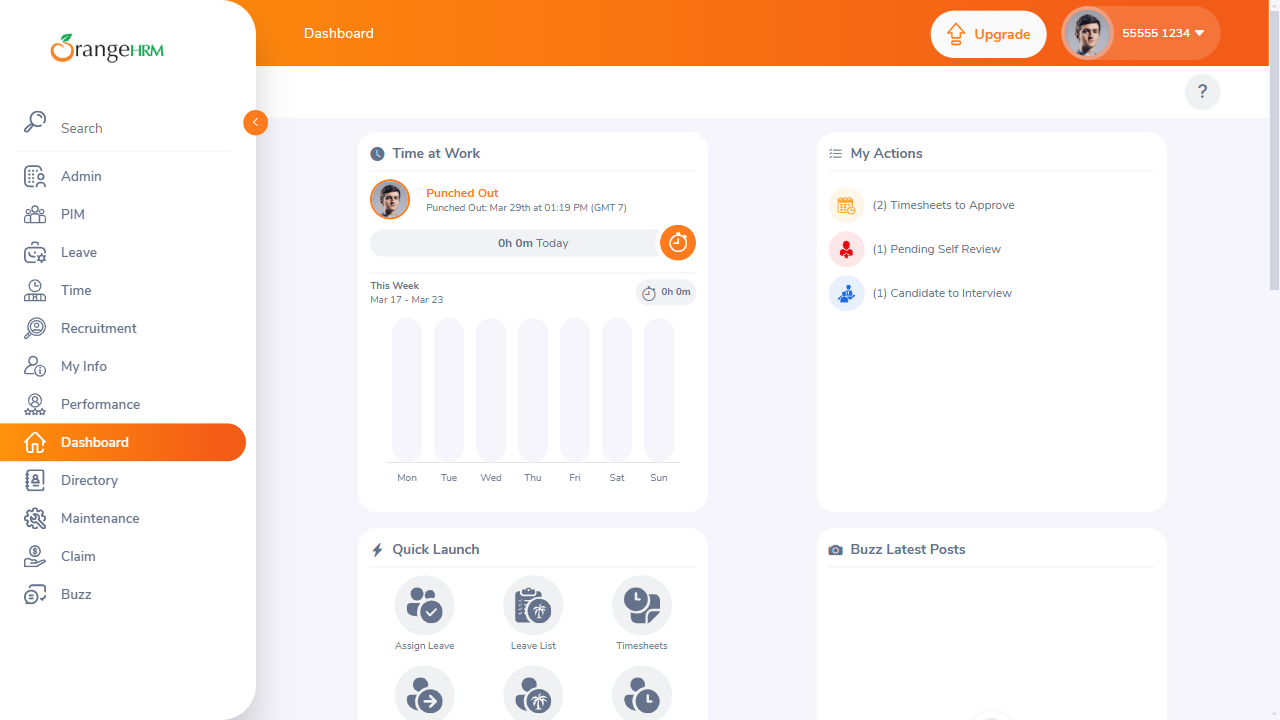 OrangeHRM
Search
Admin
PIM
Leave
Time
Recruitment
My Info
Performance
Dashboard
Directory
Maintenance
Claim
Buzz
Dashboard
Upgrade
55555 1234
?
Time at Work
Punched Out
Punched Out: Mar 29th at 01:19 PM (GMT 7)
0h 0m Today
This Week
Mar 17 - Mar 23
0h 0m
Mon Tue Wed Thu Fri Sat Sun
My Actions
(2) Timesheets to Approve
(1) Pending Self Review
(1) Candidate to Interview
Quick Launch
Assign Leave
Leave List
Timesheets
Buzz Latest Posts